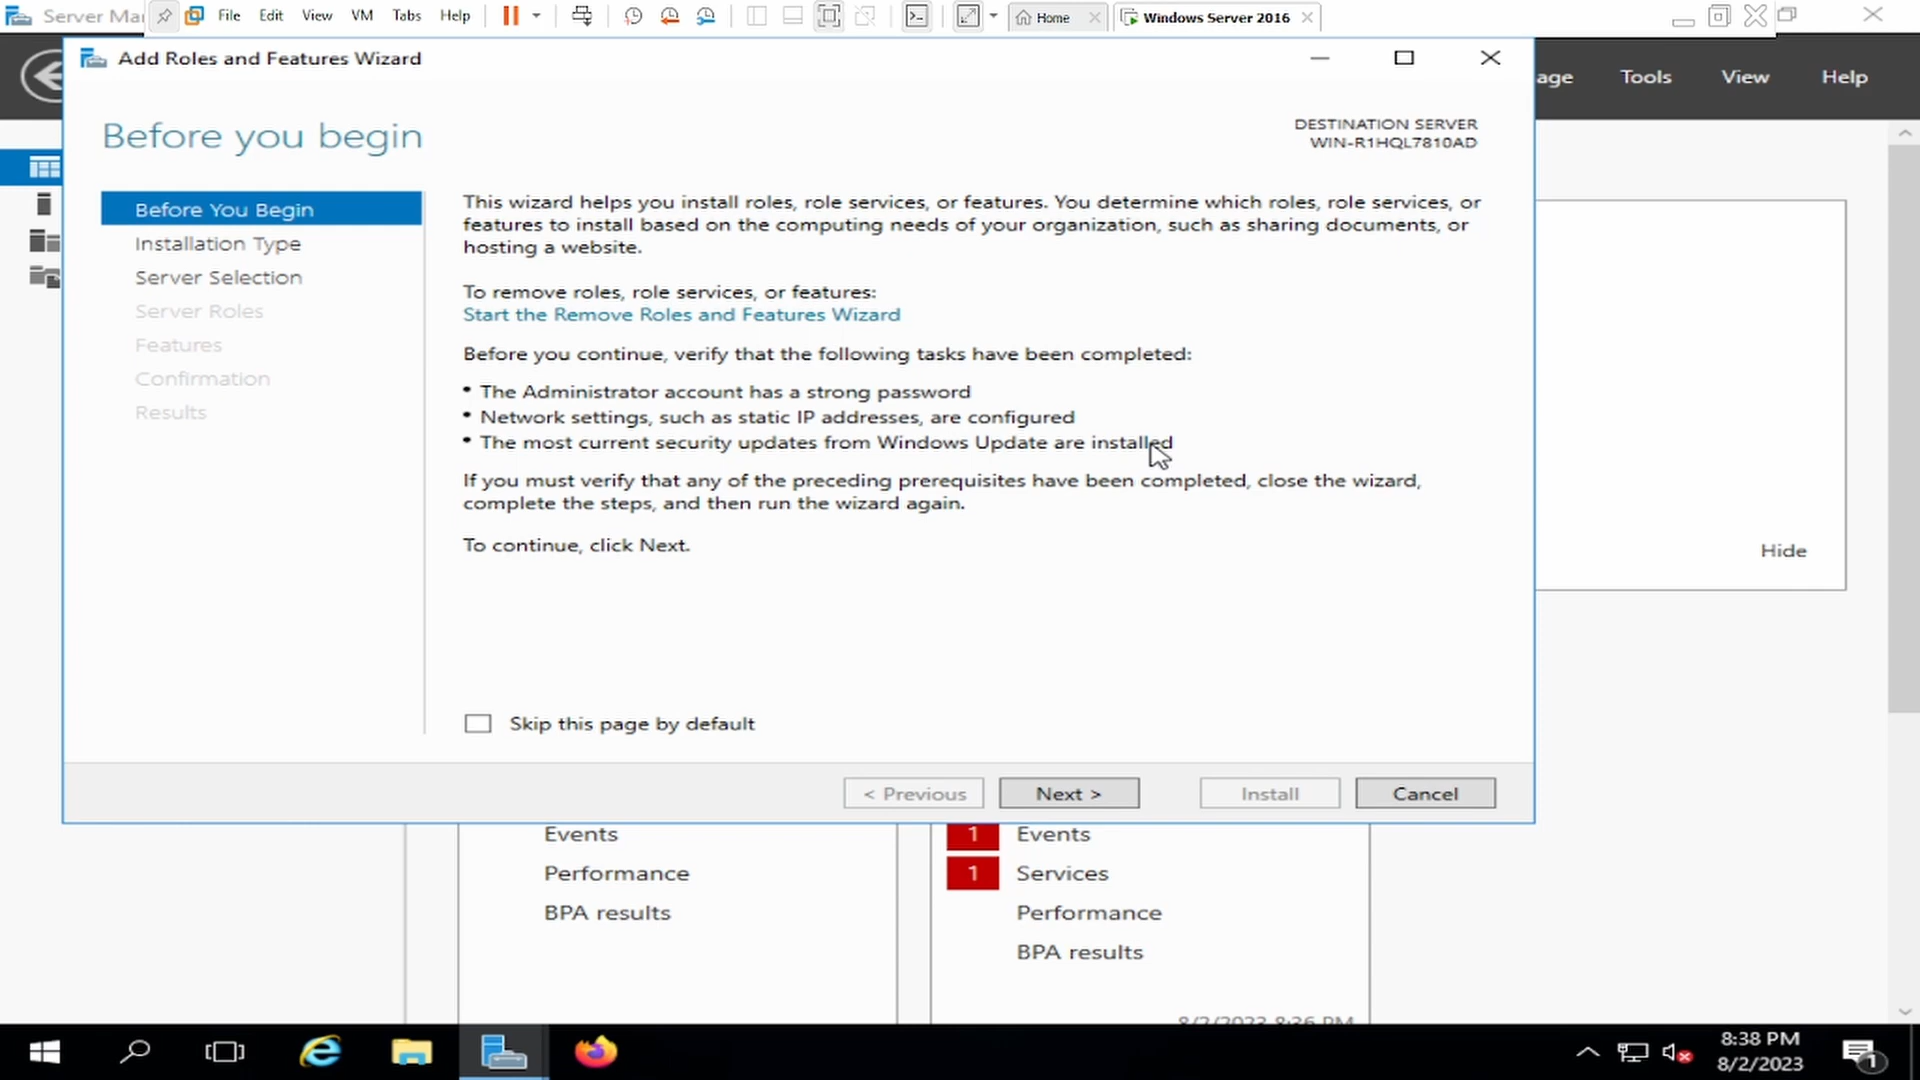 Server Ma
File Edit View VM Tabs Help
Home
Windows Server 2016
Add Roles and Features Wizard
age Tools View Help
Before you begin
DESTINATION SERVER
WIN-R1HQL7810AD
Before You Begin
Installation Type
Server Selection
Server Roles
Features
Confirmation
Results
This wizard helps you install roles, role services, or features. You determine which roles, role services, or
features to install based on the computing needs of your organization, such as sharing documents, or
hosting a website.
To remove roles, role services, or features:
Start the Remove Roles and Features Wizard
Before you continue, verify that the following tasks have been completed:
• The Administrator account has a strong password
• Network settings, such as static IP addresses, are configured
• The most current security updates from Windows Update are installed
If you must verify that any of the preceding prerequisites have been completed, close the wizard,
complete the steps, and then run the wizard again.
To continue, click Next.
Hide
Skip this page by default
< Previous Next > Install Cancel
Events
Performance
BPA results
1 Events
1 Services
Performance
BPA results
8/2/2023 8:36 PM
8:38 PM
8/2/2023
1